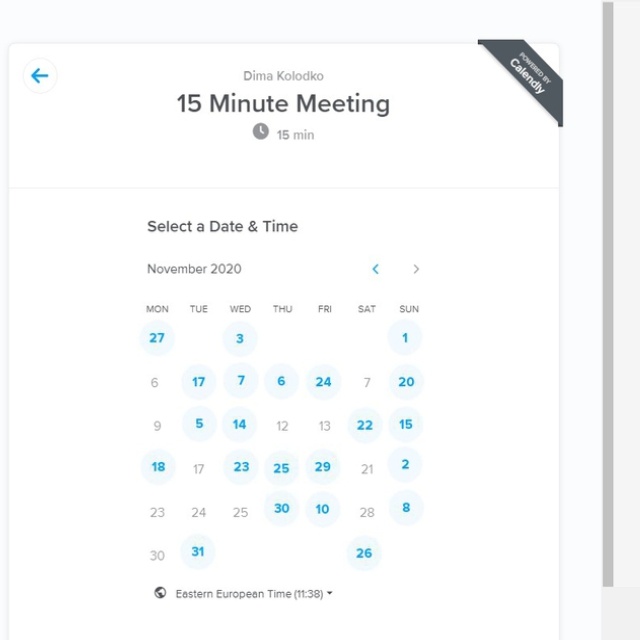 POWERED BY
Calendly
Dima Kolodko
15 Minute Meeting
15 min
Select a Date & Time
November 2020
MON TUE WED THU FRI SAT SUN
27 3 1
6 17 7 6 24 7 20
9 5 14 12 13 22 15
18 17 23 25 29 21 2
23 24 25 30 10 28 8
30 31 26
Eastern European Time (11:38)